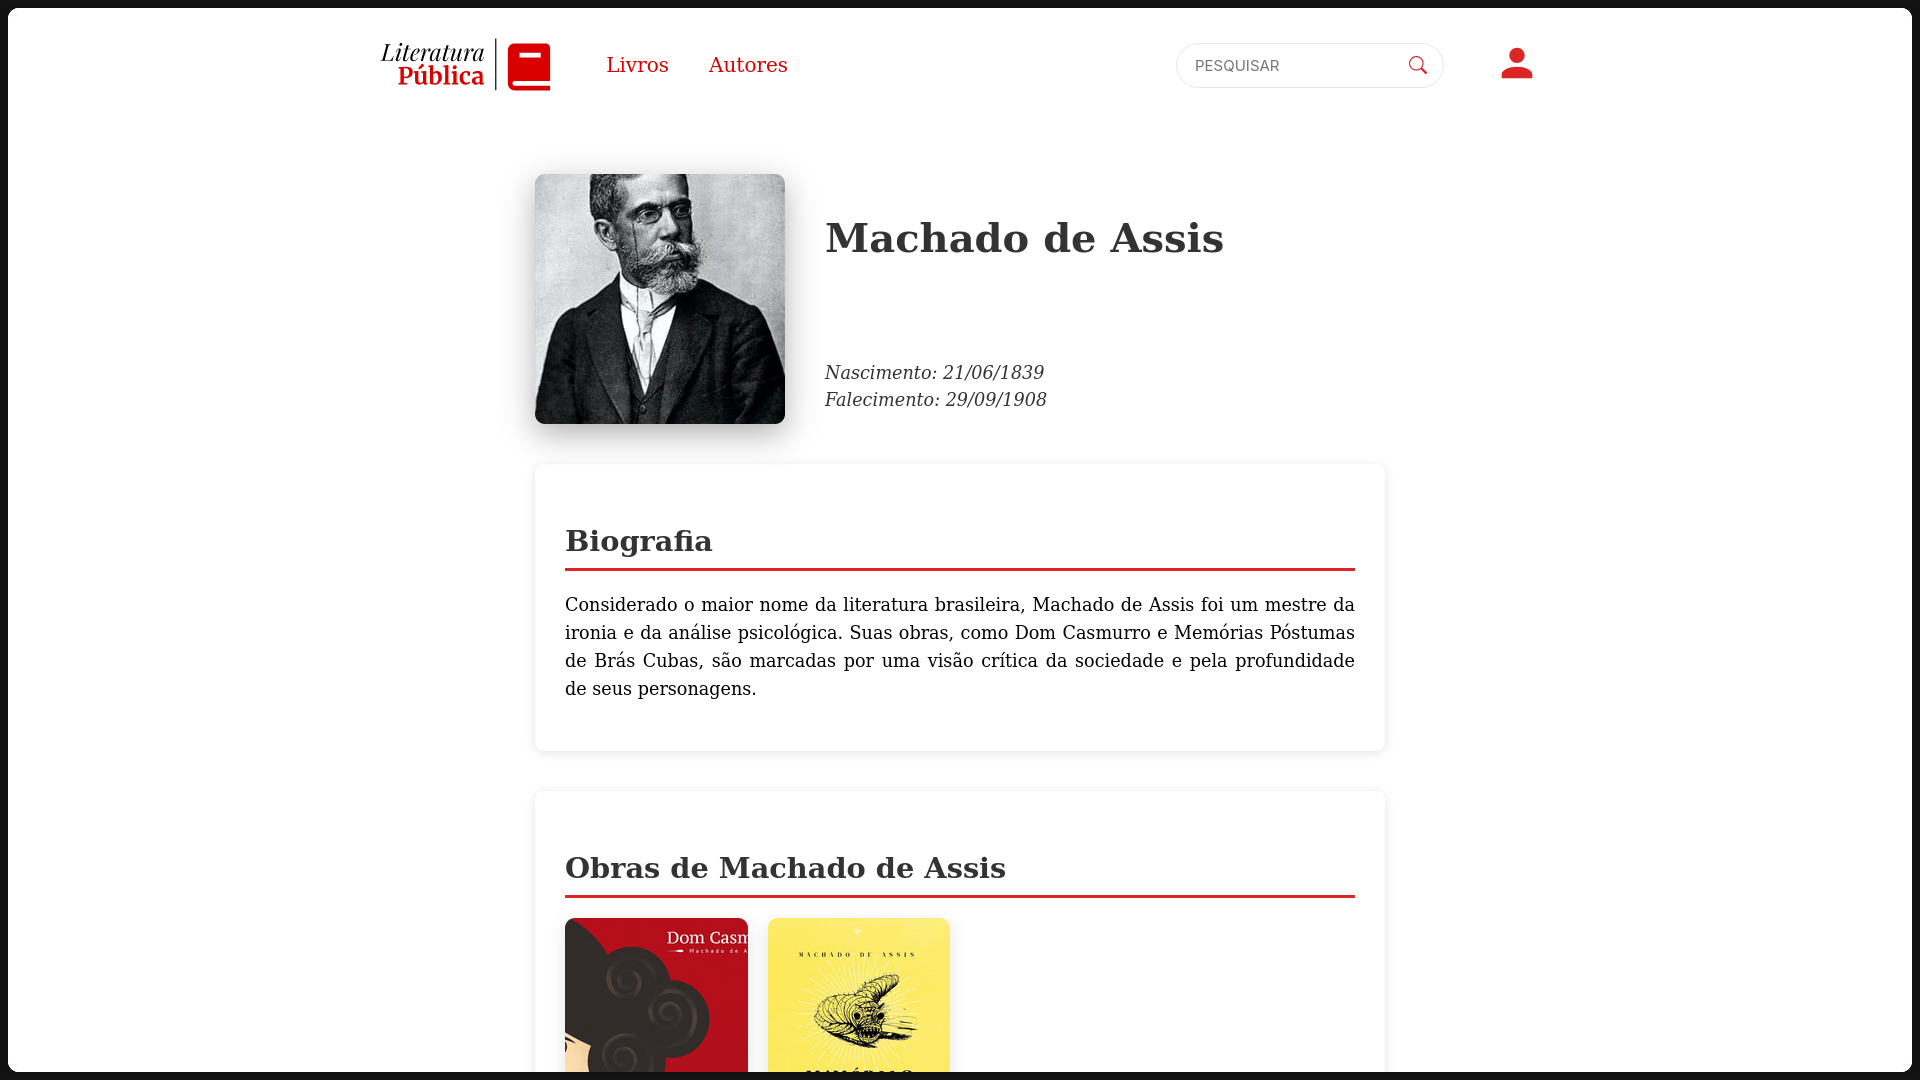 Literatura
Pública
Livros
Autores
PESQUISAR
Machado de Assis
Nascimento: 21/06/1839
Falecimento: 29/09/1908
Biografia
Considerado o maior nome da literatura brasileira, Machado de Assis foi um mestre da
ironia e da análise psicológica. Suas obras, como Dom Casmurro e Memórias Póstumas
de Brás Cubas, são marcadas por uma visão crítica da sociedade e pela profundidade
de seus personagens.
Obras de Machado de Assis
Dom Casm
Machado de A
MACHADO DE ASSIS